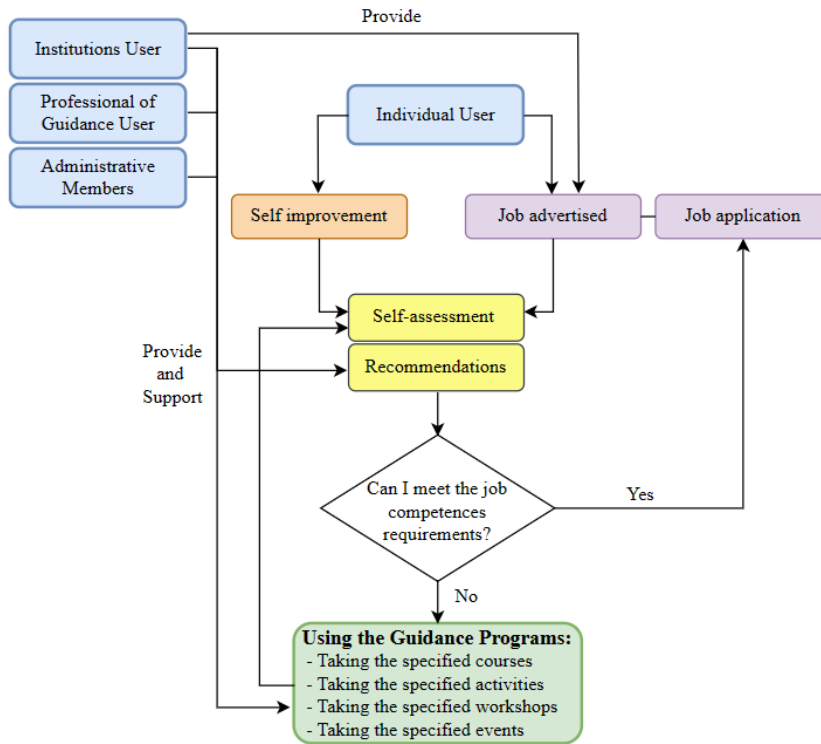 Provide
Institutions User
Professional of
Guidance User
Administrative
Members
Individual User
Self improvement
Job advertised
Job application
Self-assessment
Recommendations
Provide
and
Support
Can I meet the job
competences
requirements?
Yes
No
Using the Guidance Programs:
- Taking the specified courses
- Taking the specified activities
- Taking the specified workshops
- Taking the specified events